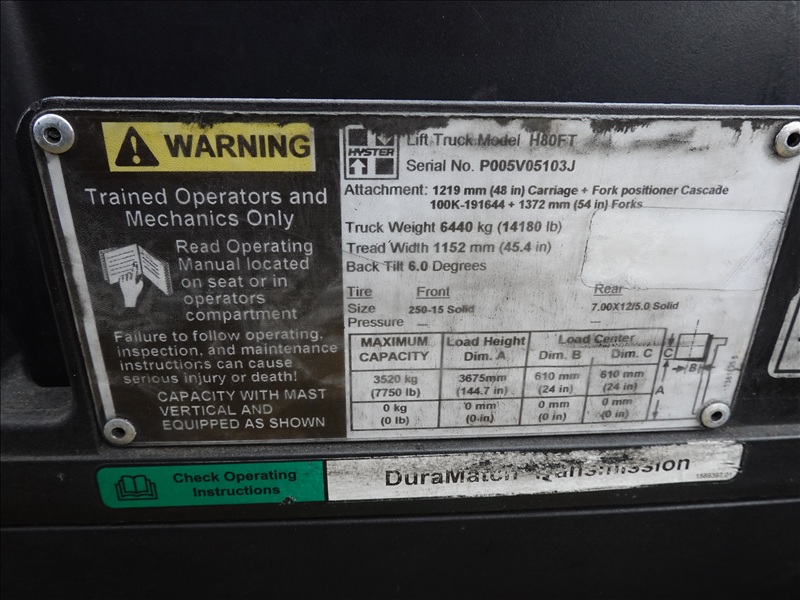 WARNING
Trained Operators and
Mechanics Only
Read Operating
Manual located
on seat or in
operators
compartment
Failure to follow operating,
inspection, and maintenance
instructions can cause
serious injury or death!
CAPACITY WITH MAST
VERTICAL AND
EQUIPPED AS SHOWN
HYSTER
Lift Truck Model H80FT
Serial No. P005V05103J
Attachment: 1219 mm (48 in) Carriage + Fork positioner Cascade
100K-191644 + 1372 mm (54 in) Forks
Truck Weight 6440 kg (14180 lb)
Tread Width 1152 mm (45.4 in)
Back Tilt 6.0 Degrees
Tire Front Rear
Size 250-15 Solid 7.00X12/5.0 Solid
Pressure — —
MAXIMUM CAPACITY Load Height Dim. A Load Center Dim. B Dim. C
3520 kg 3675mm 610 mm 610 mm
(7750 lb) (144.7 in) (24 in) (24 in)
0 kg 0 mm 0 mm 0 mm
(0 lb) (0 in) (0 in) (0 in)
C
B
A
Check Operating
Instructions
DuraMatch Transmission